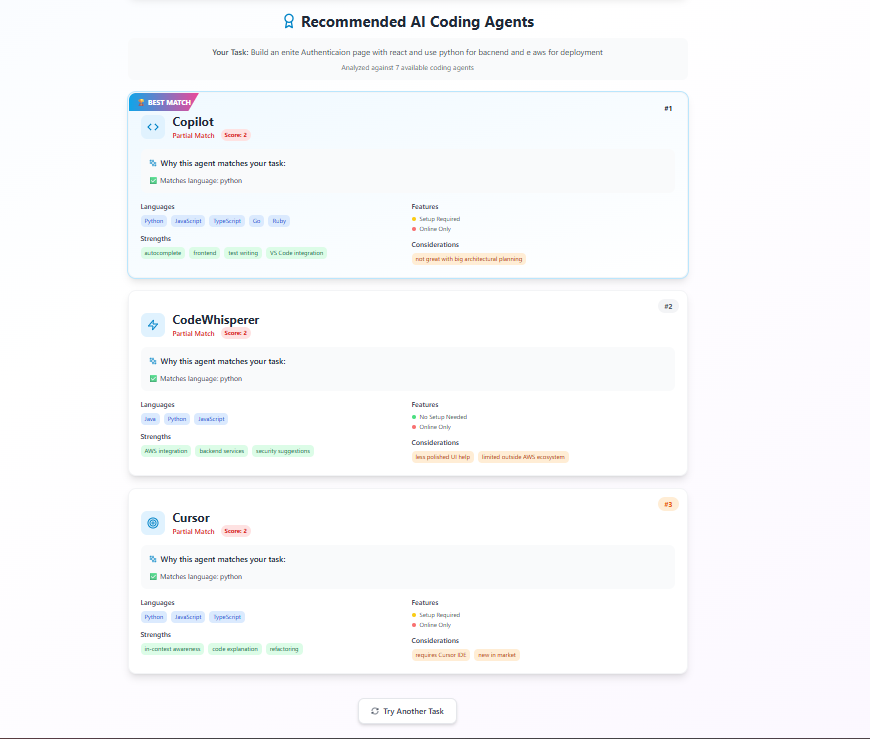 Recommended AI Coding Agents
Your Task: Build an enite Authenticaion page with react and use python for bacnend and e aws for deployment
Analyzed against 7 available coding agents
BEST MATCH
#1
Copilot
Partial Match Score: 2
Why this agent matches your task:
Matches language: python
Languages
Python JavaScript TypeScript Go Ruby
Strengths
autocomplete frontend test writing VS Code integration
Features
Setup Required
Online Only
Considerations
not great with big architectural planning
#2
CodeWhisperer
Partial Match Score: 2
Why this agent matches your task:
Matches language: python
Languages
Java Python JavaScript
Strengths
AWS integration backend services security suggestions
Features
No Setup Needed
Online Only
Considerations
less polished UI help limited outside AWS ecosystem
#3
Cursor
Partial Match Score: 2
Why this agent matches your task:
Matches language: python
Languages
Python JavaScript TypeScript
Strengths
in-context awareness code explanation refactoring
Features
Setup Required
Online Only
Considerations
requires Cursor IDE new in market
Try Another Task